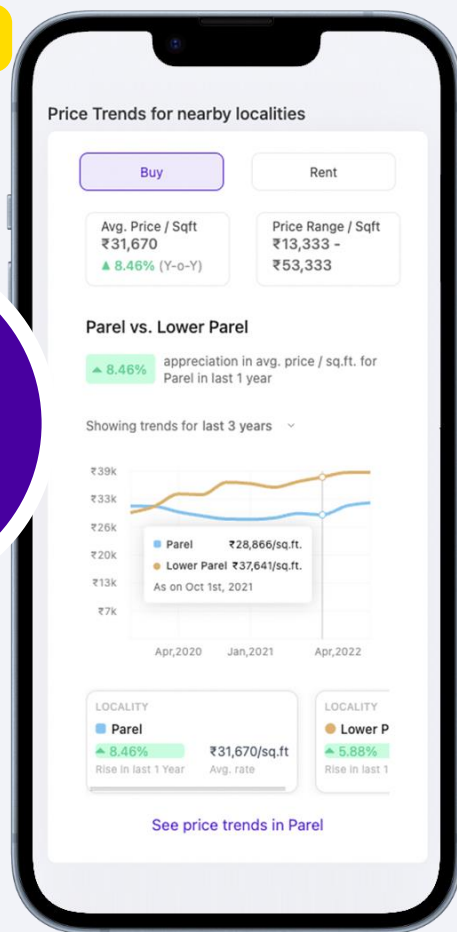 Price Trends for nearby localities
Buy
Rent
Avg. Price / Sqft
₹31,670
▲ 8.46% (Y-o-Y)
Price Range / Sqft
₹13,333 -
₹53,333
Parel vs. Lower Parel
8.46%
appreciation in avg. price / sq.ft. for
Parel in last 1 year
Showing trends for last 3 years
₹39k
₹33k
₹26k
₹20k
₹13k
₹7k
Parel ₹28,866/sq.ft.
Lower Parel ₹37,641/sq.ft.
As on Oct 1st, 2021
Apr,2020 Jan,2021 Apr,2022
LOCALITY
Parel
8.46% ₹31,670/sq.ft
Rise in last 1 Year Avg. rate
LOCALITY
Lower P
5.88%
Rise in last 1
See price trends in Parel